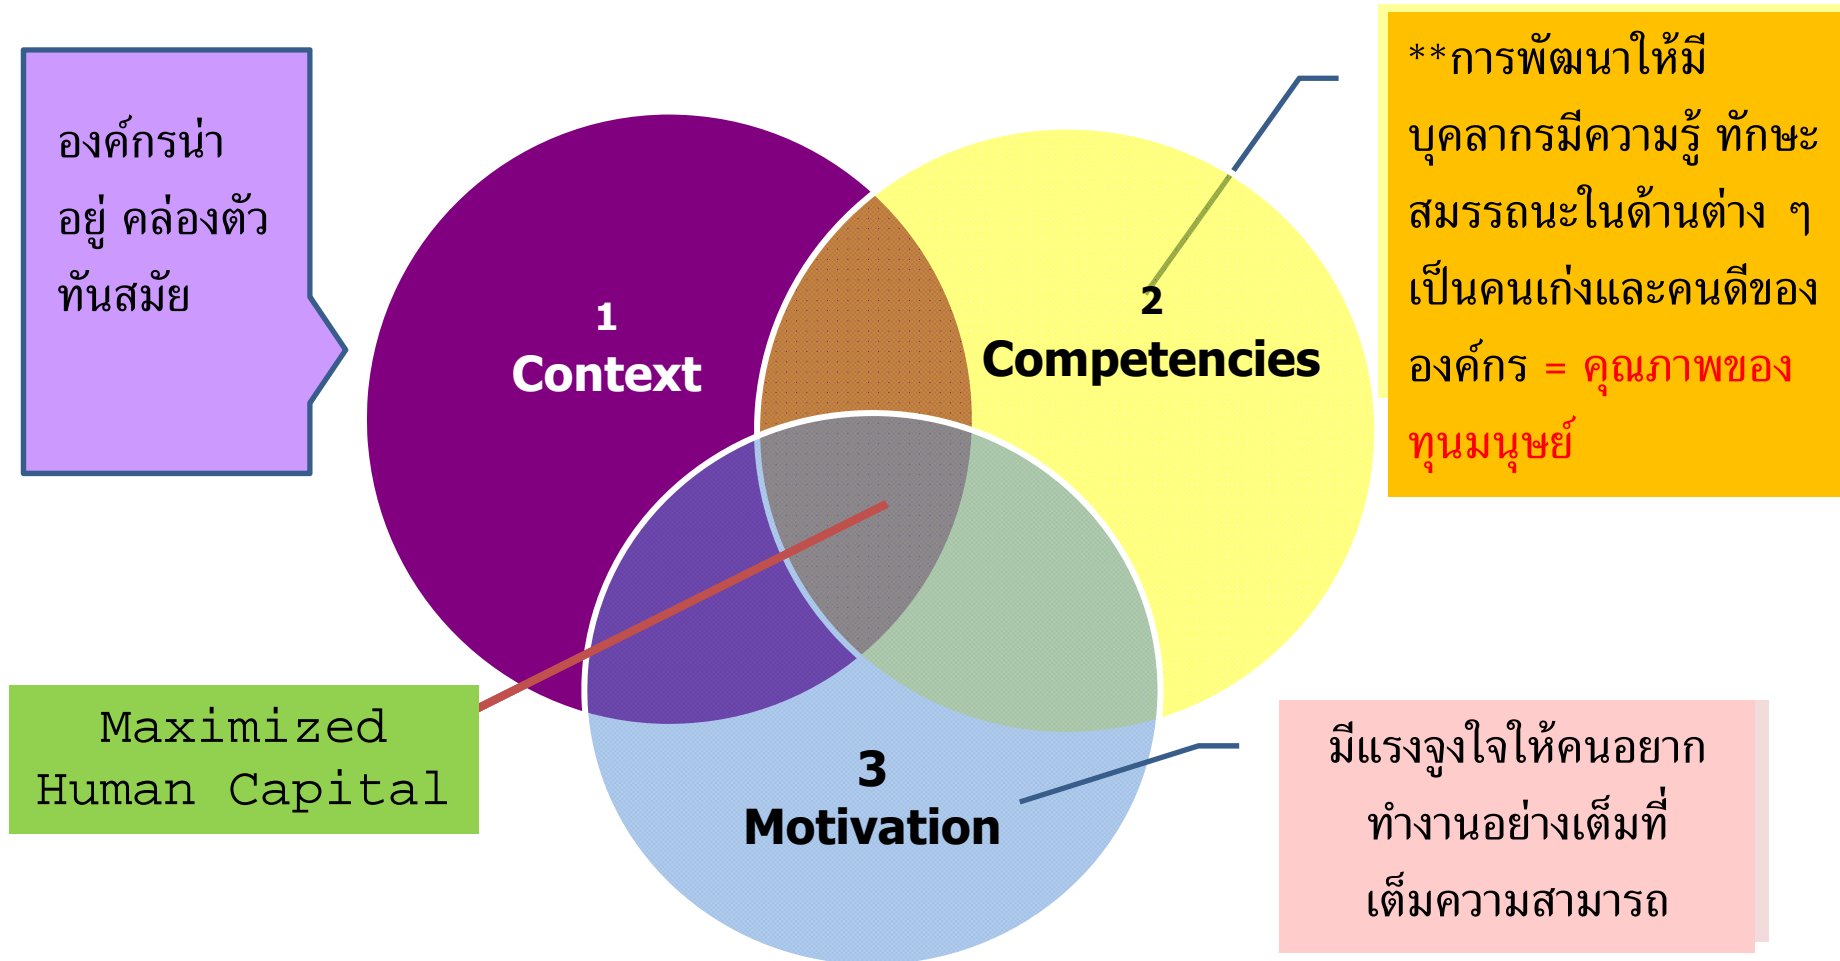 องค์กรน่า
อยู่ คล่องตัว
ทันสมัย
1
Context
2
Competencies
**การพัฒนาให้มี
บุคลากรมีความรู้ ทักษะ
สมรรถนะในด้านต่าง ๆ
เป็นคนเก่งและคนดีของ
องค์กร = คุณภาพของ
ทุนมนุษย์
Maximized
Human Capital
3
Motivation
มีแรงจูงใจให้คนอยาก
ทำงานอย่างเต็มที่
เต็มความสามารถ